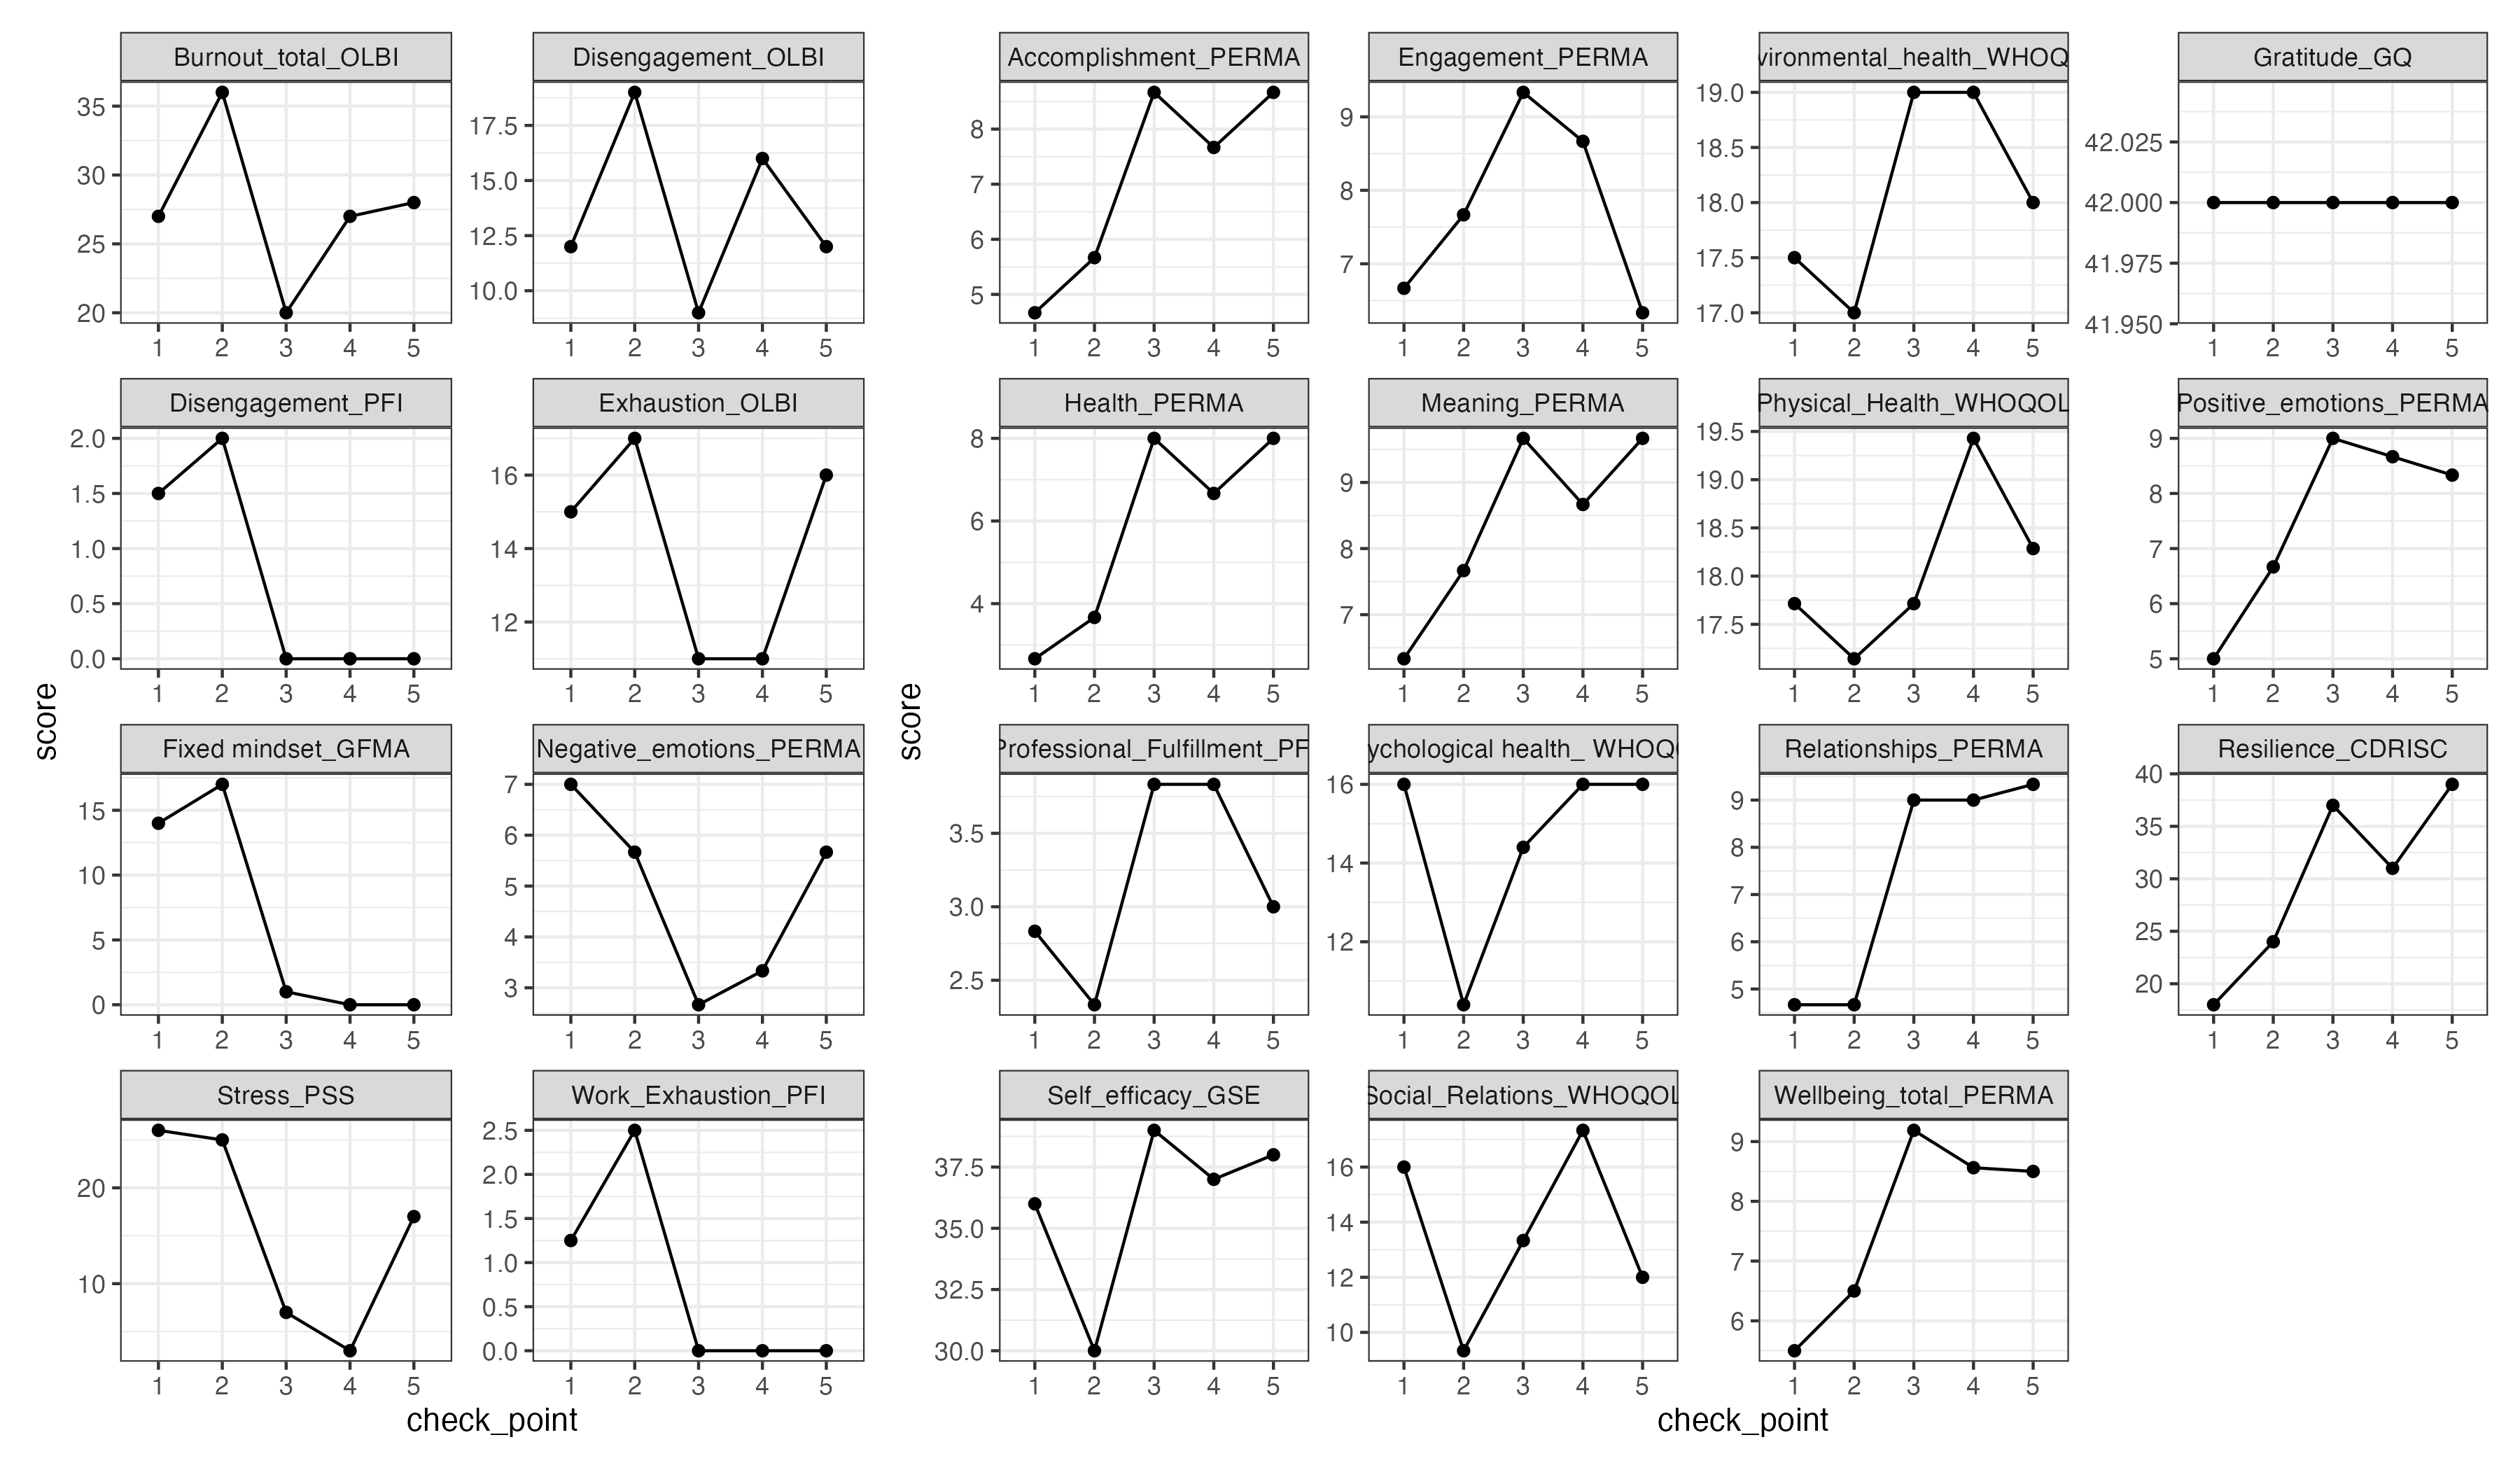 Burnout_total_OLBI
35
30
25
20
1 2 3 4 5
Disengagement_OLBI
17.5
15.0
12.5
10.0
1 2 3 4 5
Disengagement_PFI
2.0
1.5
1.0
0.5
0.0
1 2 3 4 5
Exhaustion_OLBI
16
14
12
1 2 3 4 5
Fixed mindset_GFMA
15
10
5
0
1 2 3 4 5
Negative_emotions_PERMA
7
6
5
4
3
1 2 3 4 5
Stress_PSS
20
10
1 2 3 4 5
Work_Exhaustion_PFI
2.5
2.0
1.5
1.0
0.5
0.0
1 2 3 4 5
score
check_point
Accomplishment_PERMA
8
7
6
5
1 2 3 4 5
Engagement_PERMA
9
8
7
1 2 3 4 5
vironmental_health_WHOQ
19.0
18.5
18.0
17.5
17.0
1 2 3 4 5
Gratitude_GQ
42.025
42.000
41.975
41.950
1 2 3 4 5
Health_PERMA
8
6
4
1 2 3 4 5
Meaning_PERMA
9
8
7
1 2 3 4 5
Physical_Health_WHOQOL
19.5
19.0
18.5
18.0
17.5
1 2 3 4 5
Positive_emotions_PERMA
9
8
7
6
5
1 2 3 4 5
Professional_Fulfillment_PF
3.5
3.0
2.5
1 2 3 4 5
ychological health_ WHOQ
16
14
12
1 2 3 4 5
Relationships_PERMA
9
8
7
6
5
1 2 3 4 5
Resilience_CDRISC
40
35
30
25
20
1 2 3 4 5
Self_efficacy_GSE
37.5
35.0
32.5
30.0
1 2 3 4 5
Social_Relations_WHOQOL
16
14
12
10
1 2 3 4 5
Wellbeing_total_PERMA
9
8
7
6
1 2 3 4 5
score
check_point